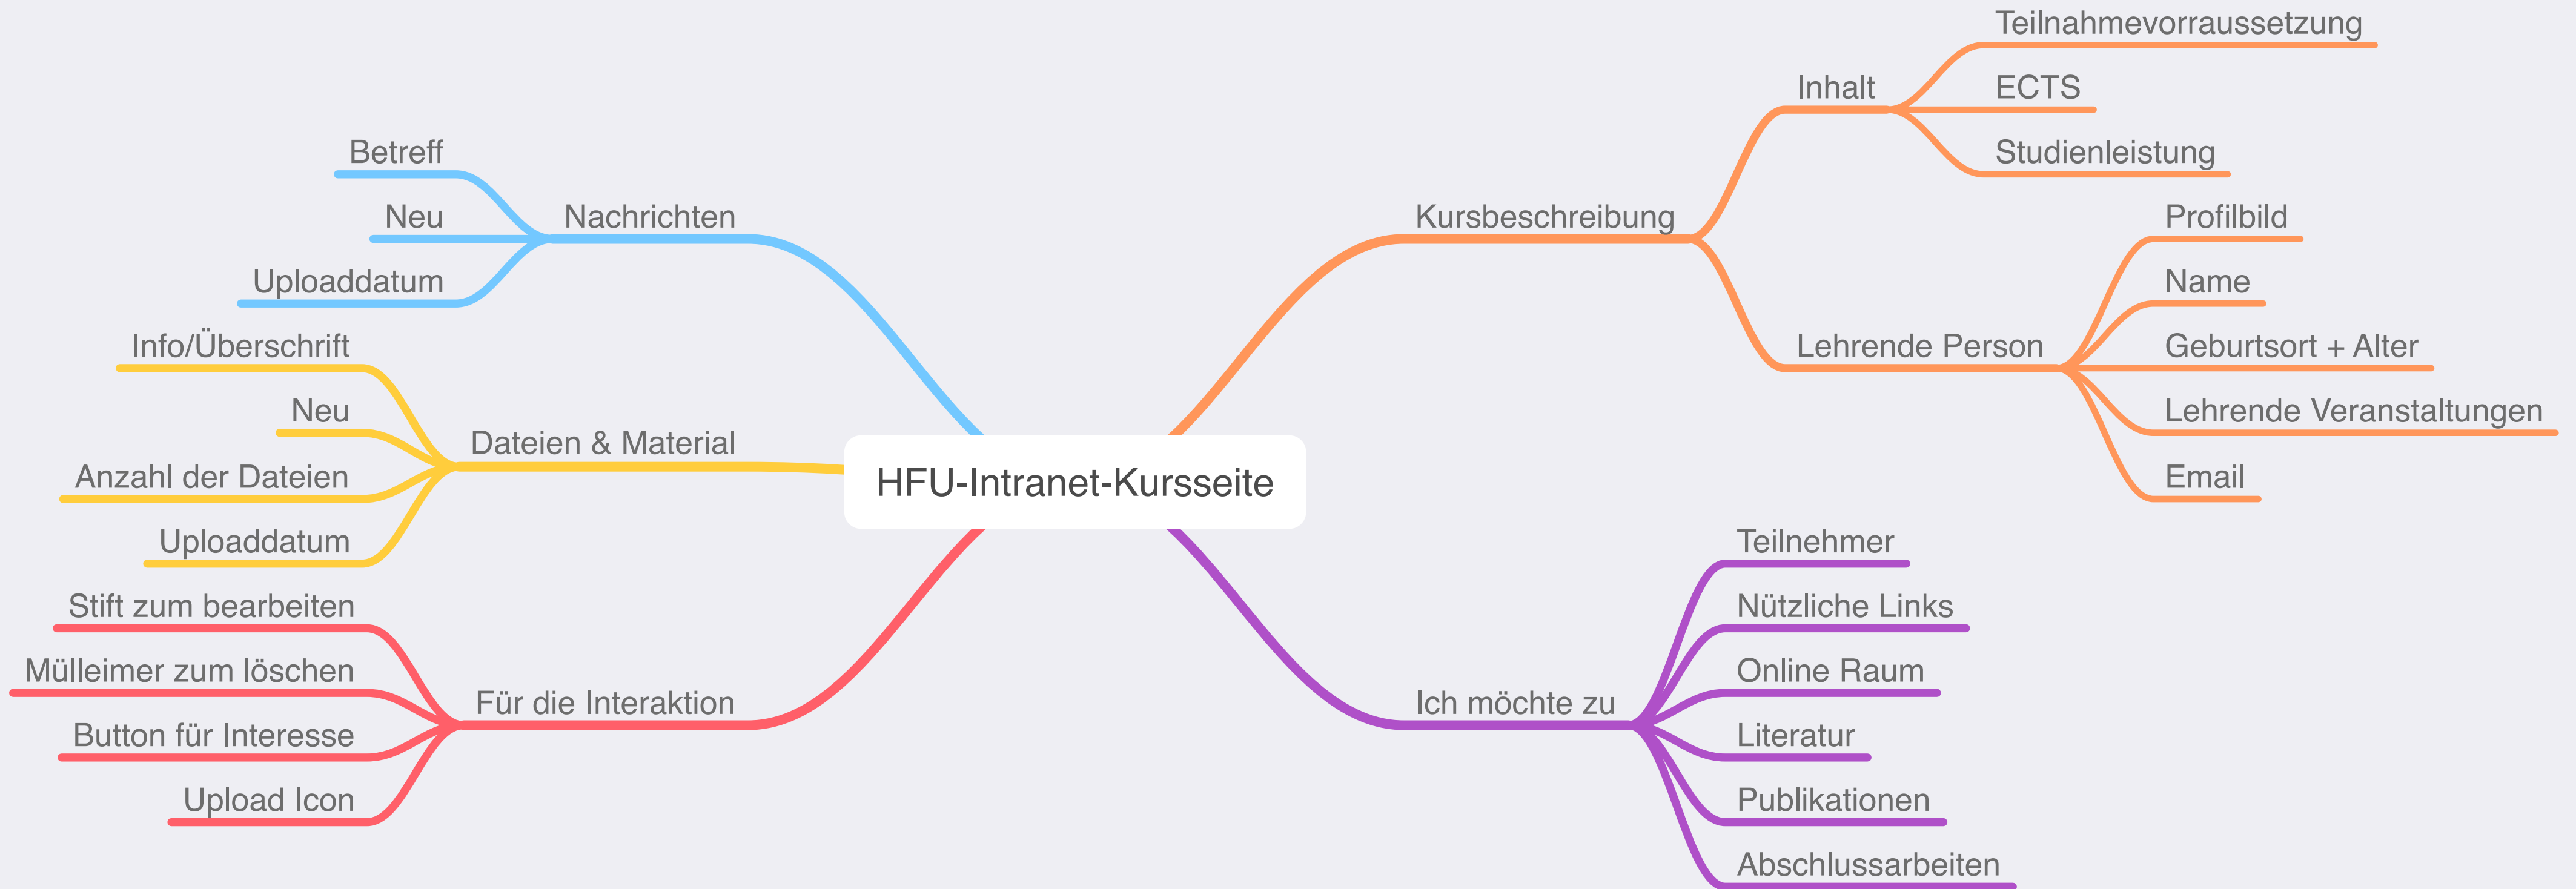 HFU-Intranet-Kursseite
Nachrichten
Betreff
Neu
Uploaddatum
Dateien & Material
Info/Überschrift
Neu
Anzahl der Dateien
Uploaddatum
Für die Interaktion
Stift zum bearbeiten
Mülleimer zum löschen
Button für Interesse
Upload Icon
Kursbeschreibung
Inhalt
Teilnahmevorraussetzung
ECTS
Studienleistung
Lehrende Person
Profilbild
Name
Geburtsort + Alter
Lehrende Veranstaltungen
Email
Ich möchte zu
Teilnehmer
Nützliche Links
Online Raum
Literatur
Publikationen
Abschlussarbeiten